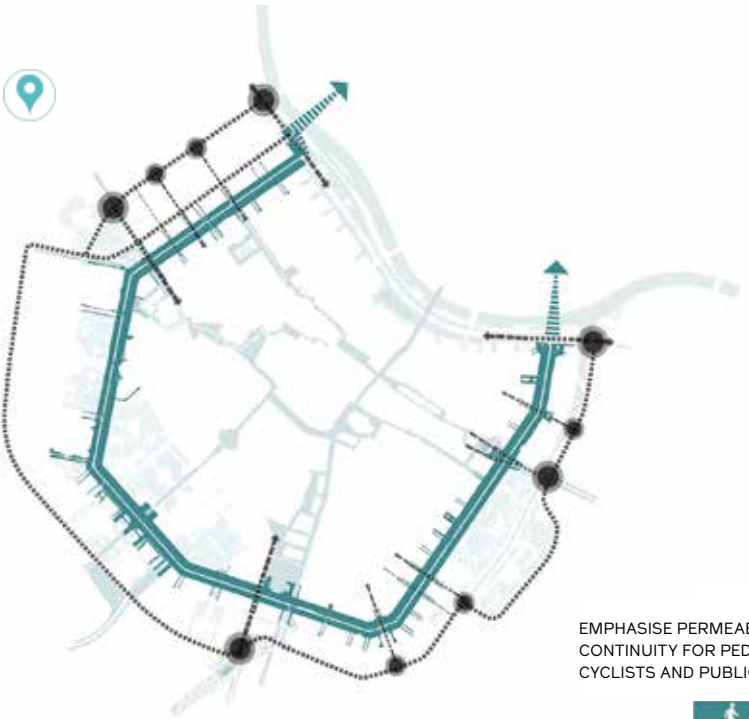 EMPHASISE PERMEAB
CONTINUITY FOR PED
CYCLISTS AND PUBLIC